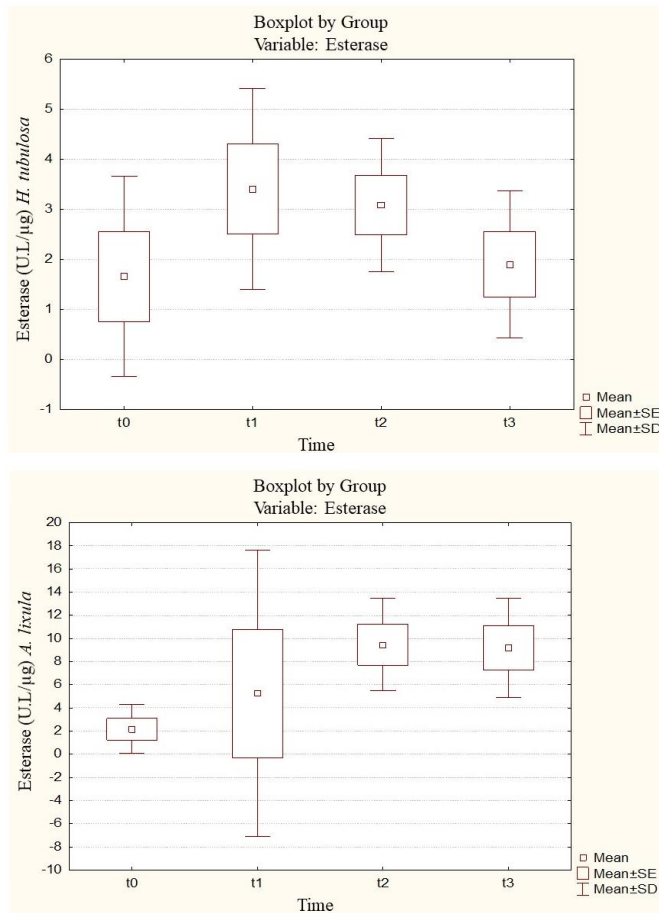 Boxplot by Group
Variable: Esterase
6
5
4
3
2
1
0
-1
Esterase (U.L/µg) H. tubulosa
t0 t1 t2 t3
Time
Mean
Mean±SE
Mean±SD
Boxplot by Group
Variable: Esterase
20
18
16
14
12
10
8
6
4
2
0
-2
-4
-6
-8
-10
Esterase (U.L/µg) A. lixula
t0 t1 t2 t3
Time
Mean
Mean±SE
Mean±SD